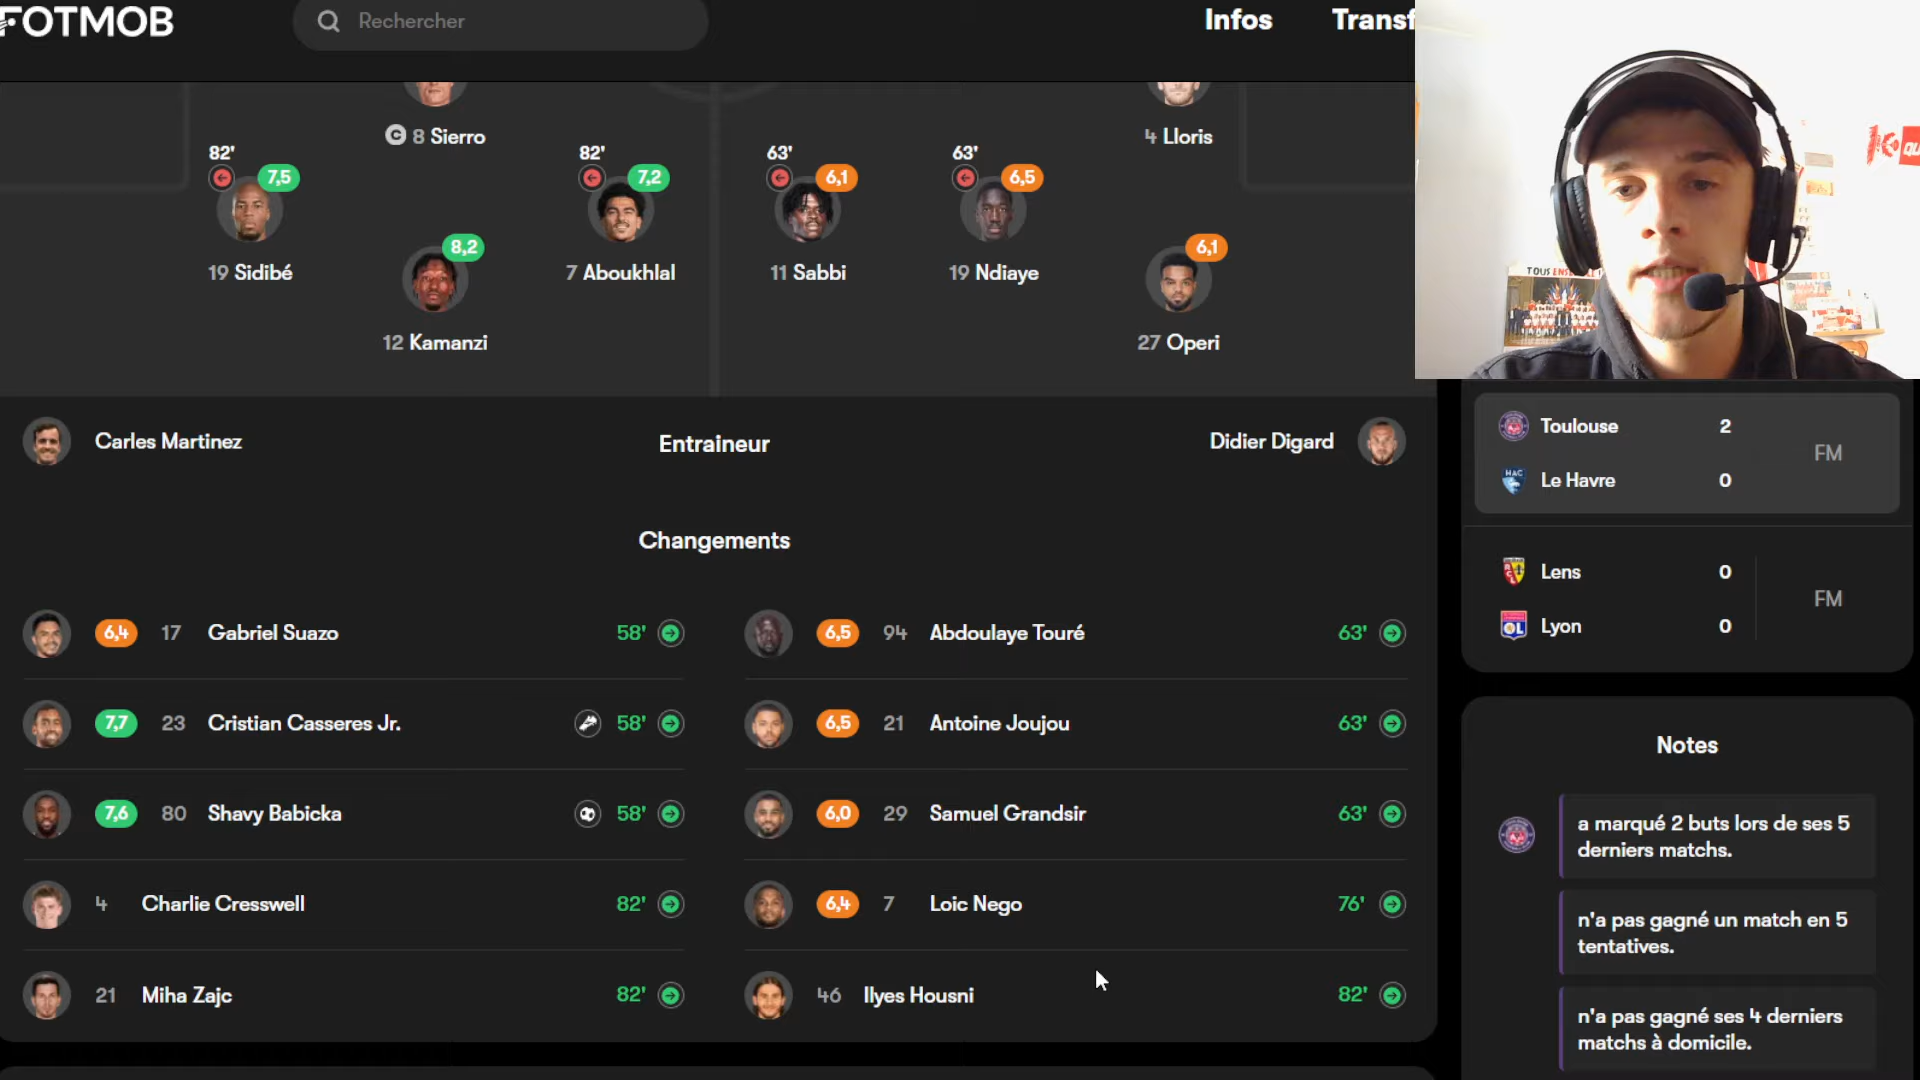 FOTMOB
Rechercher
Infos
Transf
C 8 Sierro
4 Lloris
82'
7,5
82'
7,2
63'
6,1
63'
6,5
19 Sidibé
7 Aboukhlal
11 Sabbi
19 Ndiaye
8,2
12 Kamanzi
6,1
27 Operi
TOUS ENSEMBLE
Carles Martinez
Entraineur
Didier Digard
Changements
6,4 17 Gabriel Suazo 58'
7,7 23 Cristian Casseres Jr. 58'
7,6 80 Shavy Babicka 58'
4 Charlie Cresswell 82'
21 Miha Zajc 82'
6,5 94 Abdoulaye Touré 63'
6,5 21 Antoine Joujou 63'
6,0 29 Samuel Grandsir 63'
6,4 7 Loic Nego 76'
46 Ilyes Housni 82'
Toulouse 2
FM
HAC
Le Havre 0
Lens 0
FM
OL
Lyon 0
Notes
a marqué 2 buts lors de ses 5
derniers matchs.
n'a pas gagné un match en 5
tentatives.
n'a pas gagné ses 4 derniers
matchs à domicile.